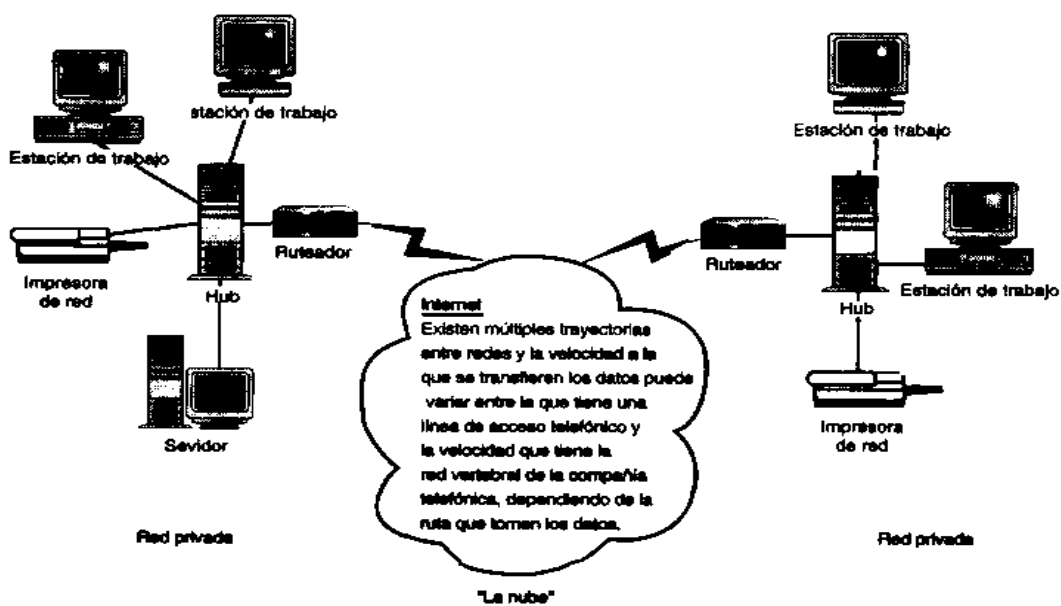 Estación de trabajo
stación de trabajo
Impresora
de red
Hub
Ruteador
Sevidor
Red privada
Internet
Existen múltiples trayectorias
entre redes y la velocidad a la
que se transfieren los datos puede
variar entre la que tiene una
línea de acceso telefónico y
la velocidad que tiene la
red vertebral de la compañía
telefónica, dependiendo de la
ruta que tomen los datos.
"La nube"
Estación de trabajo
Ruteador
Hub
Estación de trabajo
Impresora
de red
Red privada